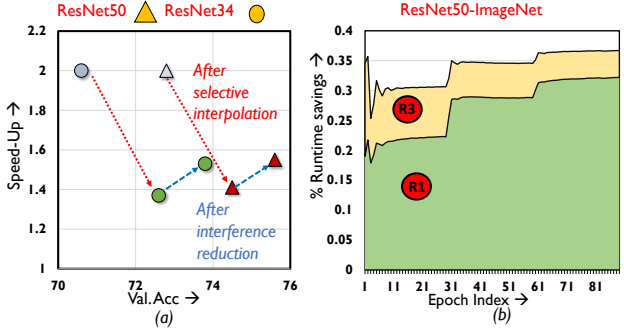 ResNet50 ResNet34
2.2
2
1.8
1.6
1.4
1.2
1
Speed-Up →
After
selective
interpolation
After
interference
reduction
70 72 74 76
Val.Acc →
(a)
ResNet50-ImageNet
0.4
0.35
0.3
0.25
0.2
0.15
0.1
0.05
0
% Runtime savings →
R3
R1
1 11 21 31 41 51 61 71 81
Epoch Index →
(b)